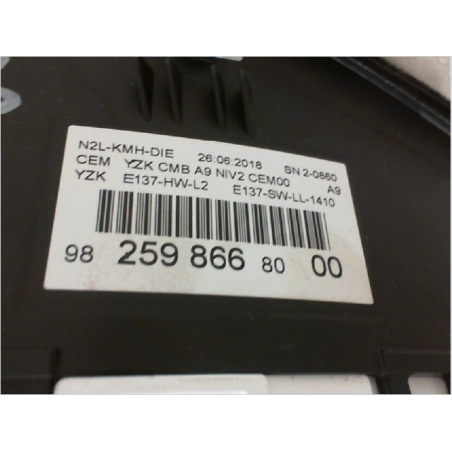 N2L-KMH-DIE 26:06:2018 SN 2-0860
CEM YZK CMB A9 NIV2 CEM00 A9
YZK E137-HW-L2 E137-SW-LL-1410
98 259 866 80 00